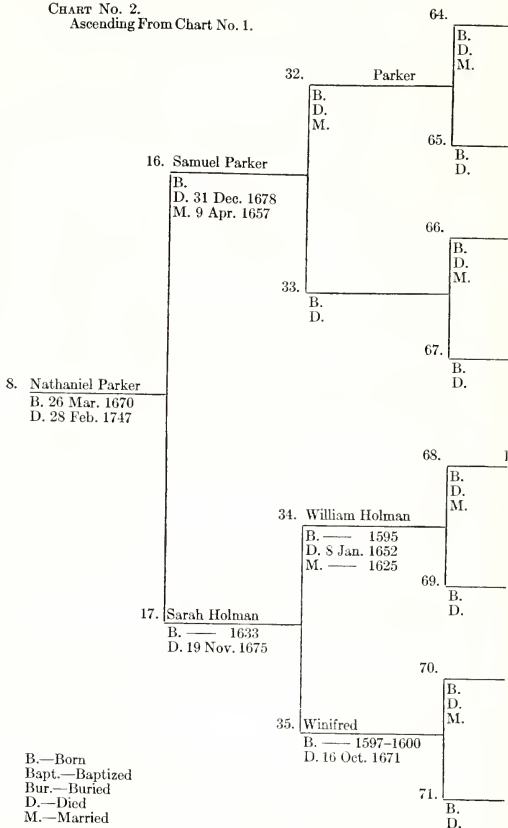 CHART NO. 2.
Ascending From Chart No. 1.
64.
B.
D.
M.
32. Parker
B.
D.
M.
65.
B.
D.
16. Samuel Parker
B.
D. 31 Dec. 1678
M. 9 Apr. 1657
66.
B.
D.
M.
33.
B.
D.
67.
B.
D.
8. Nathaniel Parker
B. 26 Mar. 1670
D. 28 Feb. 1747
68.
B.
D.
M.
34. William Holman
B. —— 1595
D. 8 Jan. 1652
M. —— 1625
69.
B.
D.
17. Sarah Holman
B. —— 1633
D. 19 Nov. 1675
70.
B.
D.
M.
35. Winifred
B. —— 1597-1600
D. 16 Oct. 1671
71.
B.
D.
B.—Born
Bapt.—Baptized
Bur.—Buried
D.—Died
M.—Married